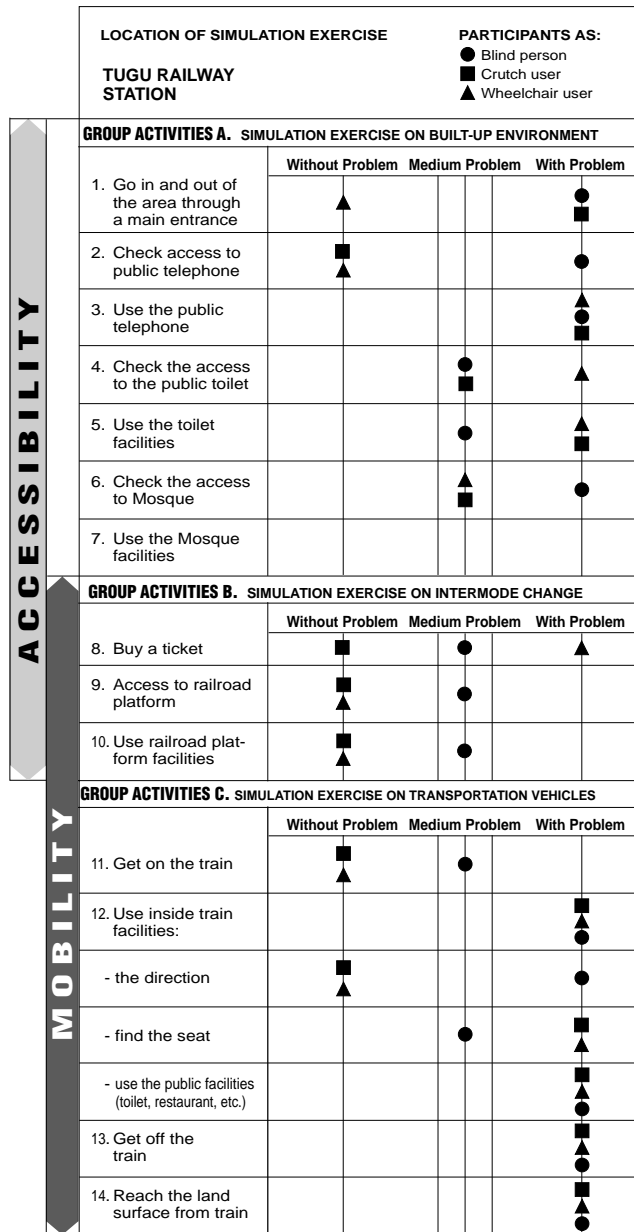 LOCATION OF SIMULATION EXERCISE
TUGU RAILWAY
STATION
PARTICIPANTS AS:
Blind person
Crutch user
Wheelchair user
ACCESSIBILITY
MOBILITY
GROUP ACTIVITIES A. SIMULATION EXERCISE ON BUILT-UP ENVIRONMENT
Without Problem Medium Problem With Problem
1. Go in and out of
the area through
a main entrance
2. Check access to
public telephone
3. Use the public
telephone
4. Check the access
to the public toilet
5. Use the toilet
facilities
6. Check the access
to Mosque
7. Use the Mosque
facilities
GROUP ACTIVITIES B. SIMULATION EXERCISE ON INTERMODE CHANGE
Without Problem Medium Problem With Problem
8. Buy a ticket
9. Access to railroad
platform
10. Use railroad plat-
form facilities
GROUP ACTIVITIES C. SIMULATION EXERCISE ON TRANSPORTATION VEHICLES
Without Problem Medium Problem With Problem
11. Get on the train
12. Use inside train
facilities:
- the direction
- find the seat
- use the public facilities
(toilet, restaurant, etc.)
13. Get off the
train
14. Reach the land
surface from train